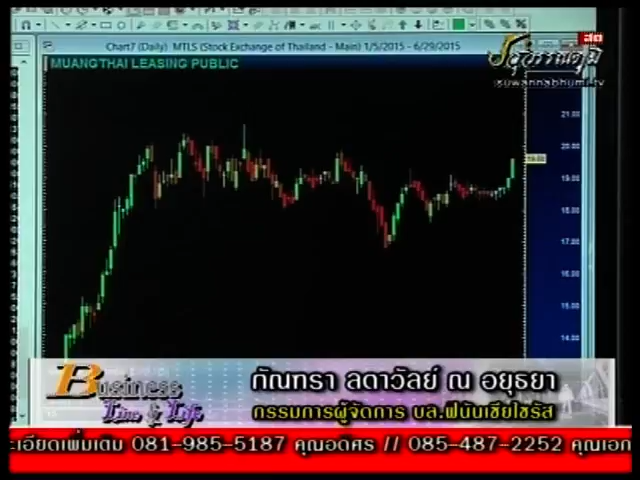 Chart7 (Daily) MTLS (Stock Exchange of Thailand - Main) 1/5/2015 - 6/29/2015
MUANGTHAI LEASING PUBLIC
สด
สุวรรณภูมิ
suwannabhumi.tv
21.00
20.00
19.00
18.00
17.00
16.00
15.00
14.00
Business
Line & Life
กัณฑรา ลดาวัลย์ ณ อยุธยา
กรรมการผู้จัดการ บล.ฟินันเซียไซรัส
ะเอียดเพิ่มเติม 081-985-5187 คุณอดิศร // 085-487-2252 คุณเอก